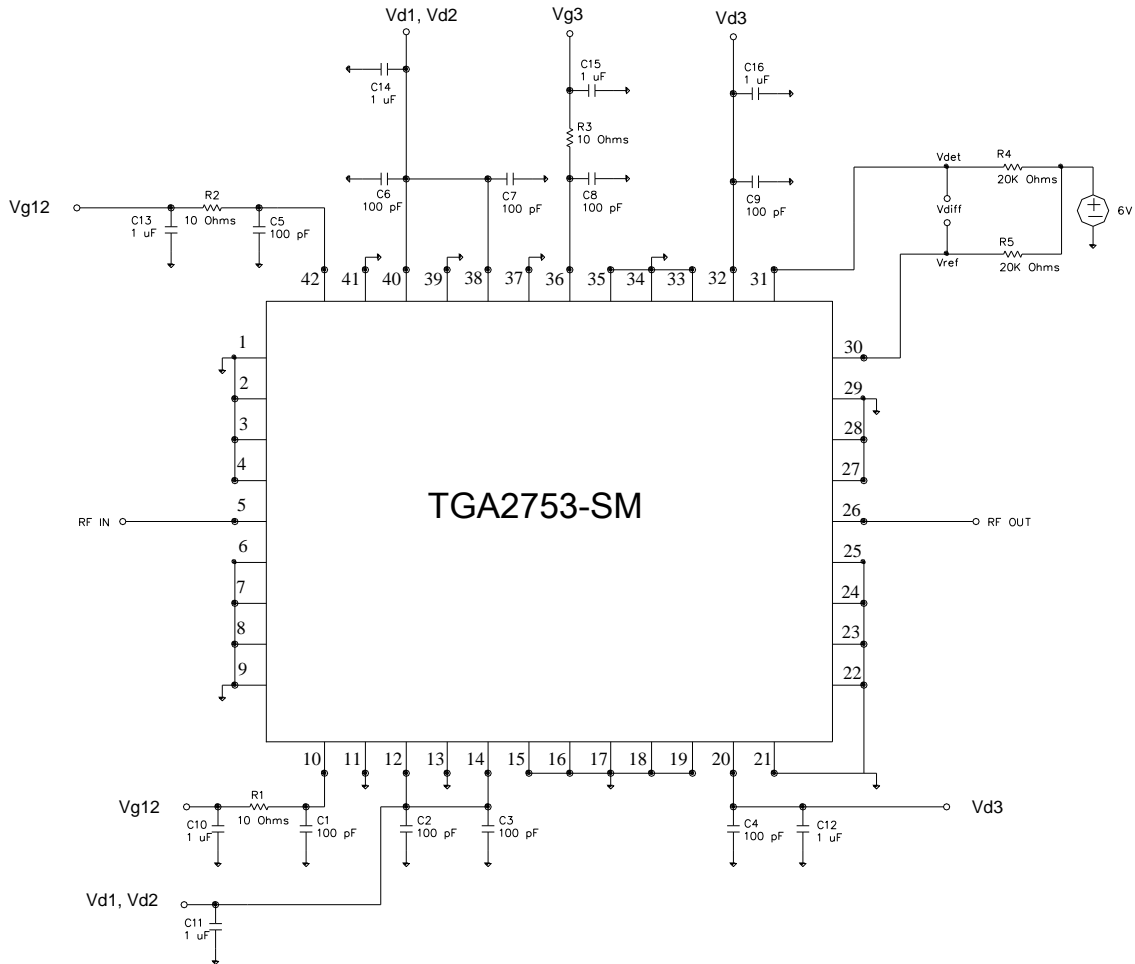 Vd1, Vd2
Vg3
Vd3
C14
1 uF
C15
1 uF
C16
1 uF
R3
10 Ohms
Vdet
R4
20K Ohms
C6
100 pF
C7
100 pF
C8
100 pF
C9
100 pF
Vg12
C13
1 uF
R2
10 Ohms
C5
100 pF
Vdiff
6V
Vref
R5
20K Ohms
42
41
40
39
38
37
36
35
34
33
32
31
1
2
3
4
5
6
7
8
9
30
29
28
27
26
25
24
23
22
TGA2753-SM
RF IN
RF OUT
10
11
12
13
14
15
16
17
18
19
20
21
Vg12
C10
1 uF
R1
10 Ohms
C1
100 pF
C2
100 pF
C3
100 pF
C4
100 pF
C12
1 uF
Vd3
Vd1, Vd2
C11
1 uF